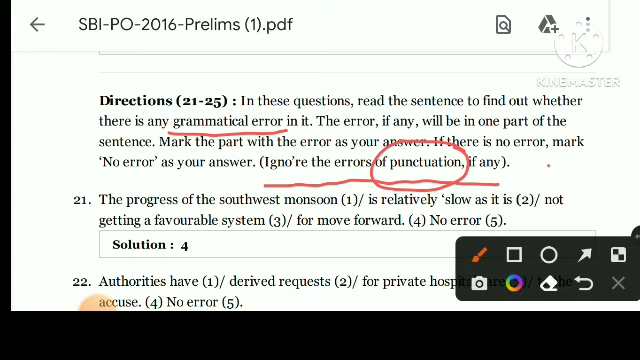 SBI-PO-2016-Prelims (1).pdf
KINEMASTER
Directions (21-25) : In these questions, read the sentence to find out whether
there is any grammatical error in it. The error, if any, will be in one part of the
sentence. Mark the part with the error as your answer. If there is no error, mark
'No error' as your answer. (Igno're the errors of punctuation, if any).
21. The progress of the southwest monsoon (1)/ is relatively 'slow as it is (2)/ not
getting a favourable system (3)/ for move forward. (4) No error (5).
Solution : 4
22. Authorities have (1)/ derived requests (2)/ for private
accuse. (4) No error (5).